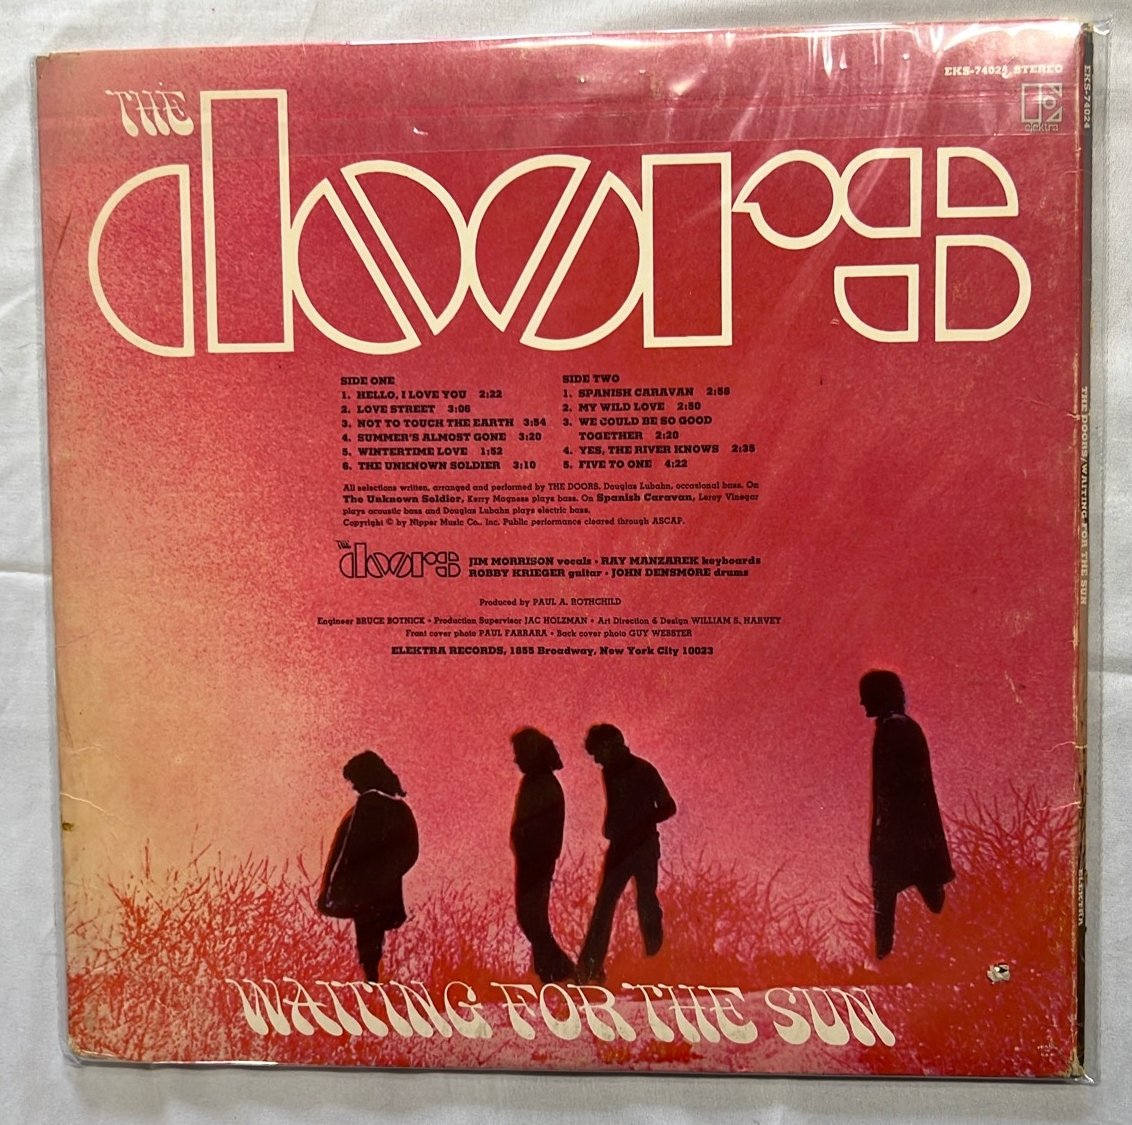 EKS-74024 STEREO
elektra
THE
doors
SIDE ONE
1. HELLO, I LOVE YOU 2:22
2. LOVE STREET 3:06
3. NOT TO TOUCH THE EARTH 3:54
4. SUMMER'S ALMOST GONE 3:20
5. WINTERTIME LOVE 1:52
6. THE UNKNOWN SOLDIER 3:10
SIDE TWO
1. SPANISH CARAVAN 2:58
2. MY WILD LOVE 2:50
3. WE COULD BE SO GOOD
TOGETHER 2:20
4. YES, THE RIVER KNOWS 2:35
5. FIVE TO ONE 4:22
All selections written, arranged and performed by THE DOORS. Douglas Lubahn, occasional bass. On
The Unknown Soldier, Kerry Magness plays bass. On Spanish Caravan, Leroy Vinegar
plays acoustic bass and Douglas Lubahn plays electric bass.
Copyright © by Nipper Music Co., Inc. Public performance cleared through ASCAP.
THE
doors
JIM MORRISON vocals • RAY MANZAREK keyboards
ROBBY KRIEGER guitar • JOHN DENSMORE drums
Produced by PAUL A. ROTHCHILD
Engineer BRUCE BOTNICK • Production Supervisor JAC HOLZMAN • Art Direction & Design WILLIAM S. HARVEY
Front cover photo PAUL FARRARA • Back cover photo GUY WEBSTER
ELEKTRA RECORDS, 1855 Broadway, New York City 10023
WAITING FOR THE SUN
EKS-74024
THE DOORS/WAITING FOR THE SUN
ELEKTRA